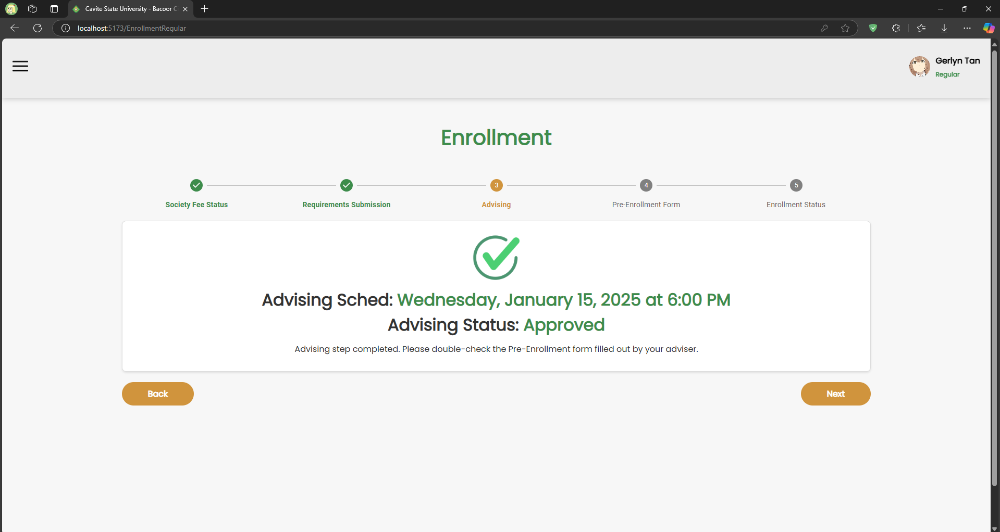 Cavite State University - Bacoor C
localhost:5173/EnrollmentRegular
Gerlyn Tan
Regular
Enrollment
3
4
5
Society Fee Status
Requirements Submission
Advising
Pre-Enrollment Form
Enrollment Status
Advising Sched: Wednesday, January 15, 2025 at 6:00 PM
Advising Status: Approved
Advising step completed. Please double-check the Pre-Enrollment form filled out by your adviser.
Back
Next